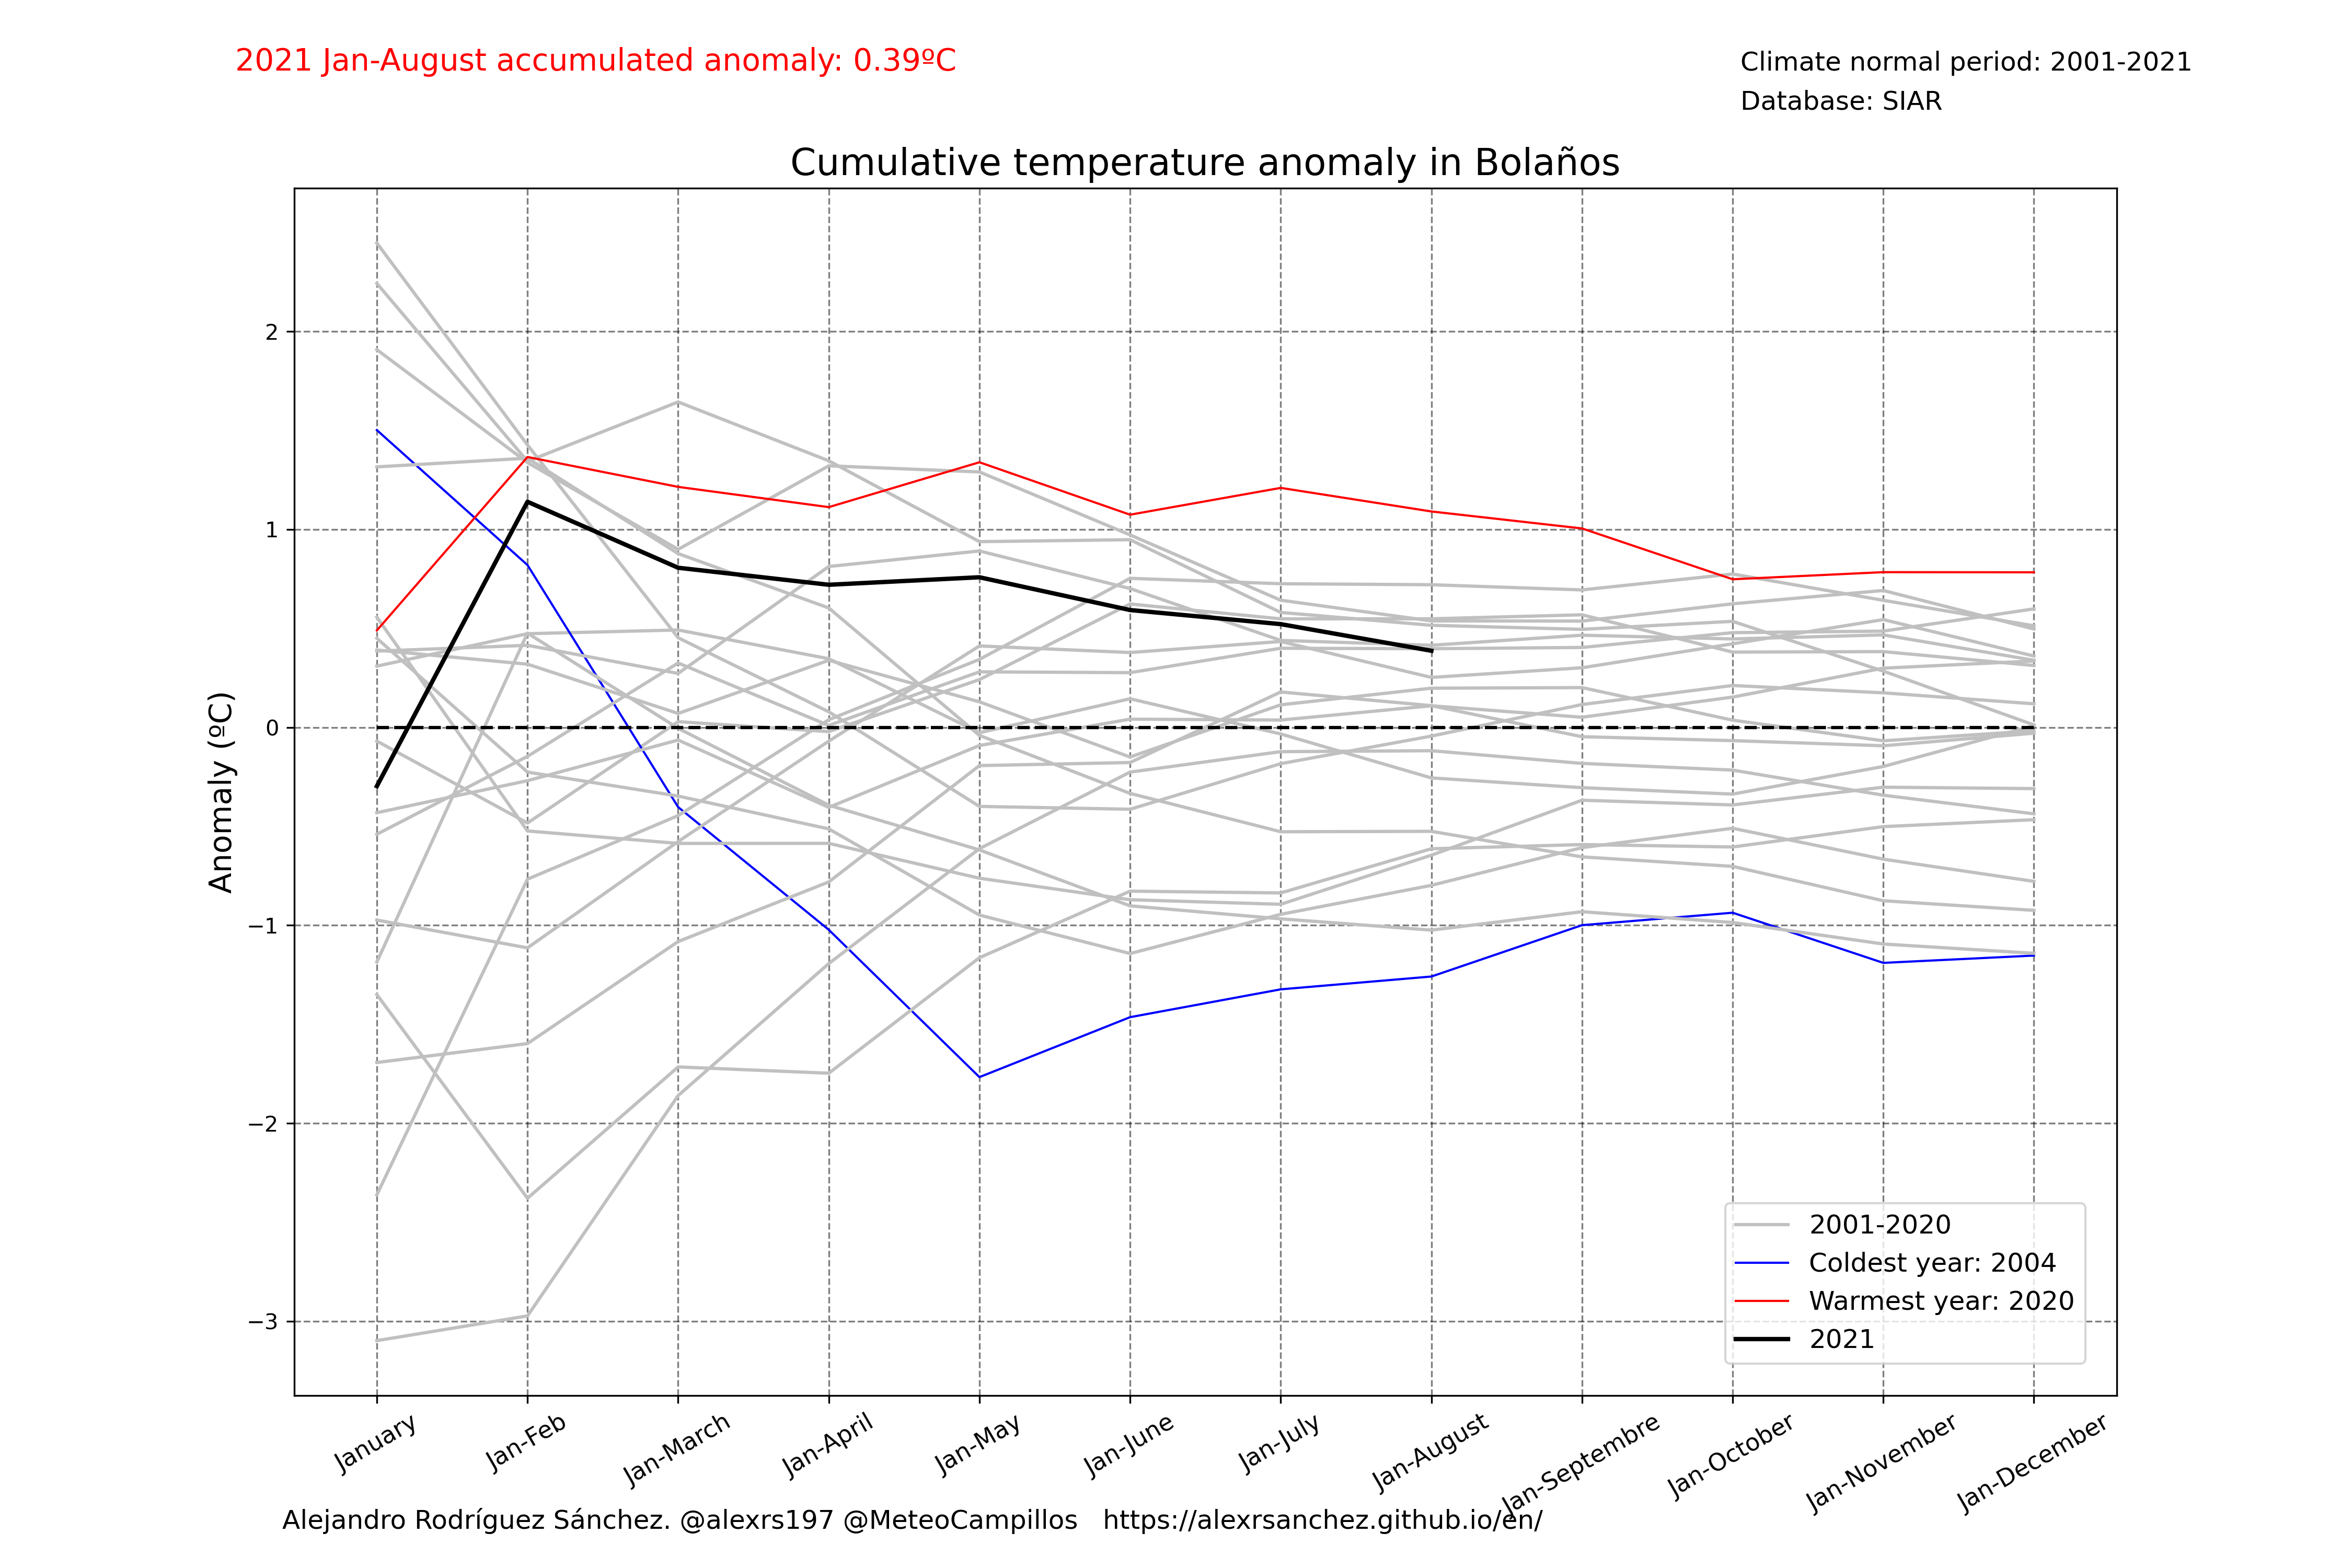 2021 Jan-August accumulated anomaly: 0.39ºC
Climate normal period: 2001-2021
Database: SIAR
Cumulative temperature anomaly in Bolaños
Anomaly (ºC)
2
1
0
−1
−2
−3
2001-2020
Coldest year: 2004
Warmest year: 2020
2021
January
Jan-Feb
Jan-March
Jan-April
Jan-May
Jan-June
Jan-July
Jan-August
Jan-Septembre
Jan-October
Jan-November
Jan-December
Alejandro Rodríguez Sánchez. @alexrs197 @MeteoCampillos   https://alexrsanchez.github.io/en/